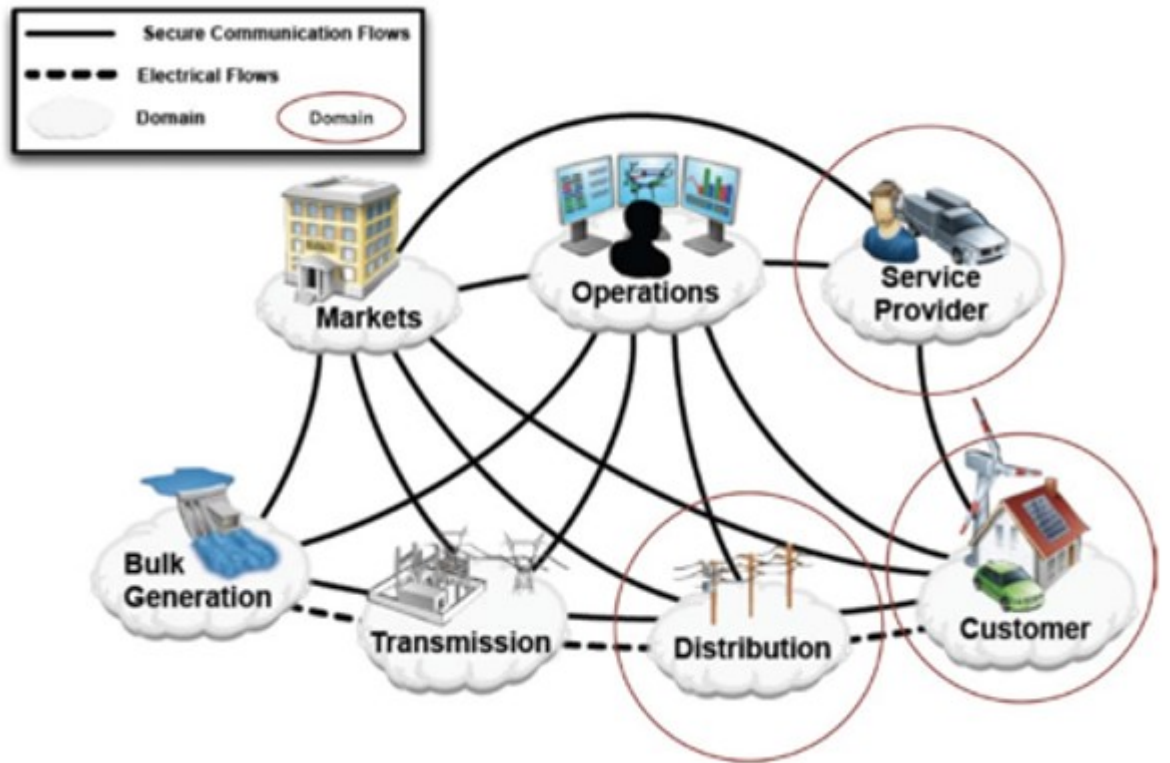 Secure Communication Flows
Electrical Flows
Domain
Domain
Markets
Operations
Service
Provider
Bulk
Generation
Transmission
Distribution
Customer